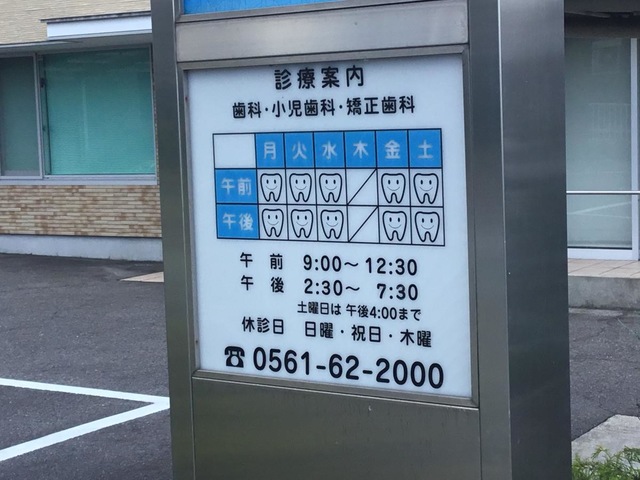 診療案内
歯科・小児歯科・矯正歯科
月 火 水 木 金 土
午前
午後
午前 9:00～12:30
午後 2:30～ 7:30
土曜日は午後4:00まで
休診日 日曜・祝日・木曜
☎0561-62-2000